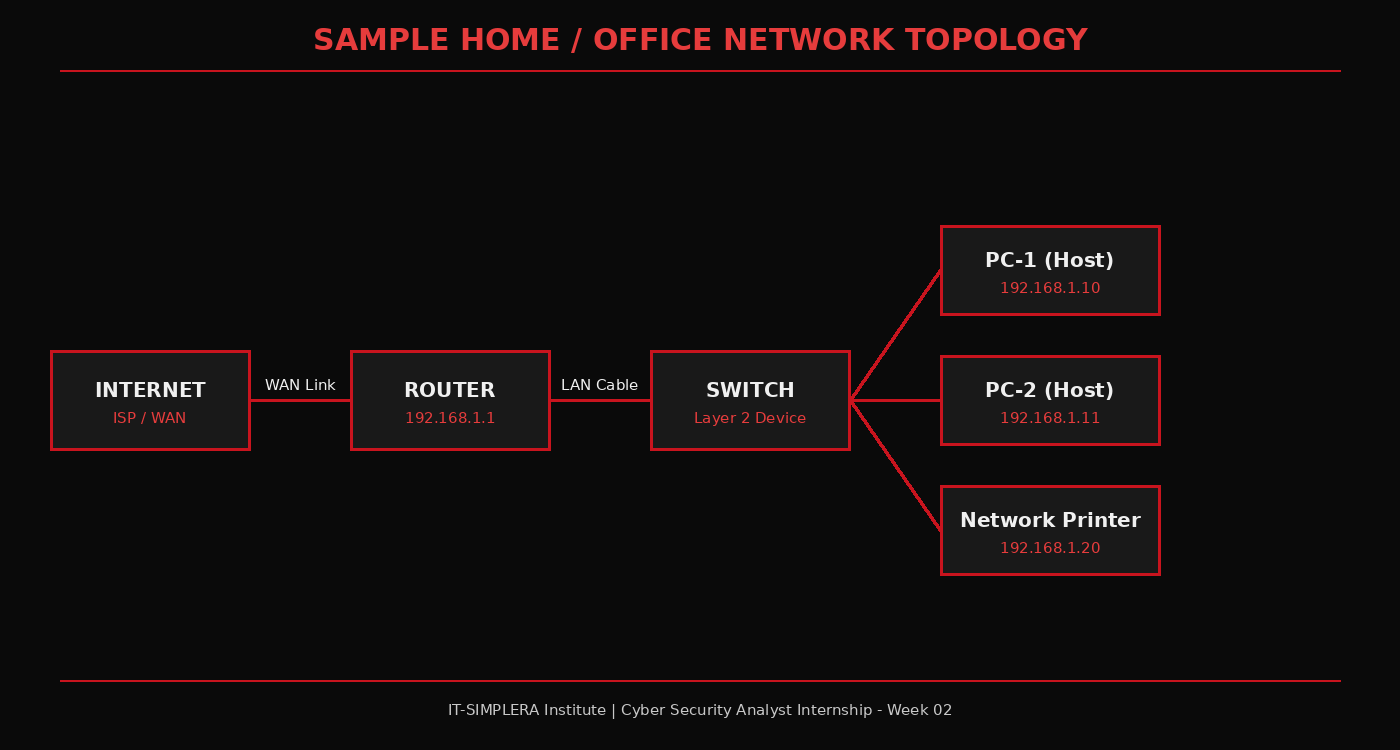 SAMPLE HOME / OFFICE NETWORK TOPOLOGY
INTERNET
ISP / WAN
WAN Link
ROUTER
192.168.1.1
LAN Cable
SWITCH
Layer 2 Device
PC-1 (Host)
192.168.1.10
PC-2 (Host)
192.168.1.11
Network Printer
192.168.1.20
IT-SIMPLERA Institute | Cyber Security Analyst Internship - Week 02